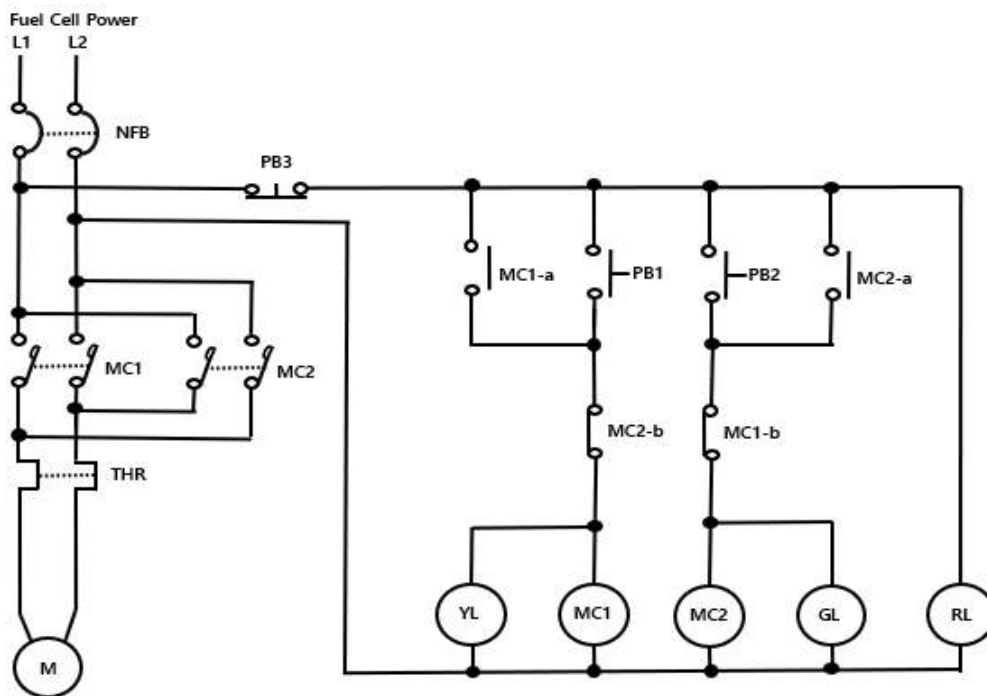 Fuel Cell Power
L1 L2
NFB
PB3
MC1-a PB1 PB2 MC2-a
MC1 MC2
MC2-b MC1-b
THR
YL MC1 MC2 GL RL
M